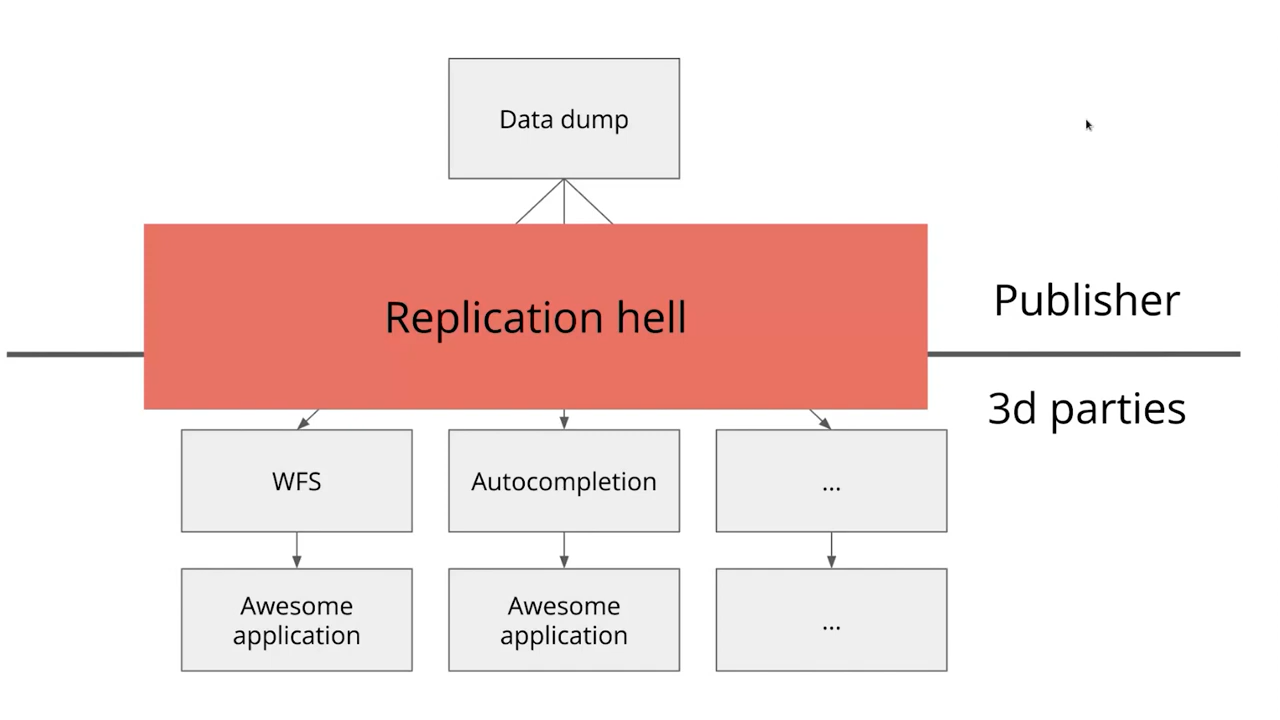 Data dump
Replication hell
Publisher
3d parties
WFS
Autocompletion
...
Awesome
application
Awesome
application
...